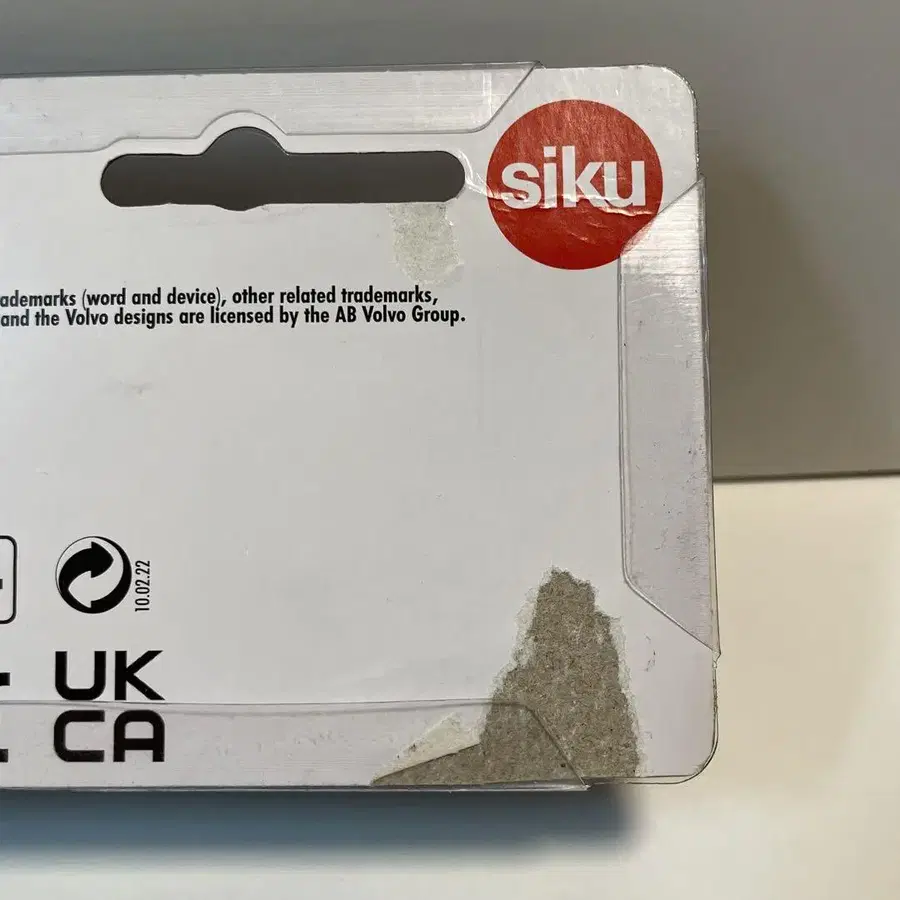 siku
ademarks (word and device), other related trademarks,
and the Volvo designs are licensed by the AB Volvo Group.
10.02.22
UK
CA